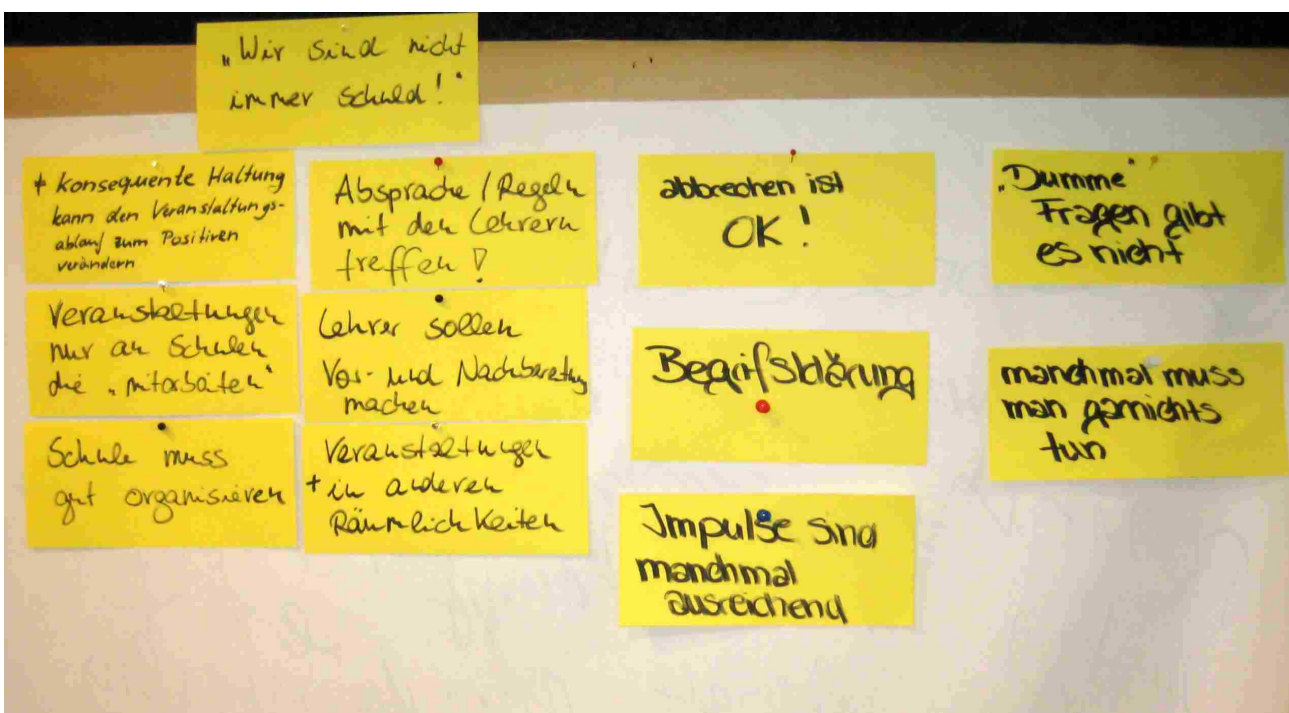 „Wir sind nicht
immer schuld!“
+ konsequente Haltung
kann den Veranstaltungs-
ablauf zum Positiven
verändern
Veranstaltungen
nur an Schulen
die „mitarbeiten“
Schule muss
gut organisieren
Absprache / Regeln
mit den Lehrern
treffen!
Lehrer sollen
Vor- und Nachbereitung
machen
Veranstaltungen
+ in anderen
Räumlichkeiten
abbrechen ist
OK!
Begrifsklärung
Impulse sind
manchmal
ausreichend
„Dumme“
Fragen gibt
es nicht
manchmal muss
man garnichts
tun